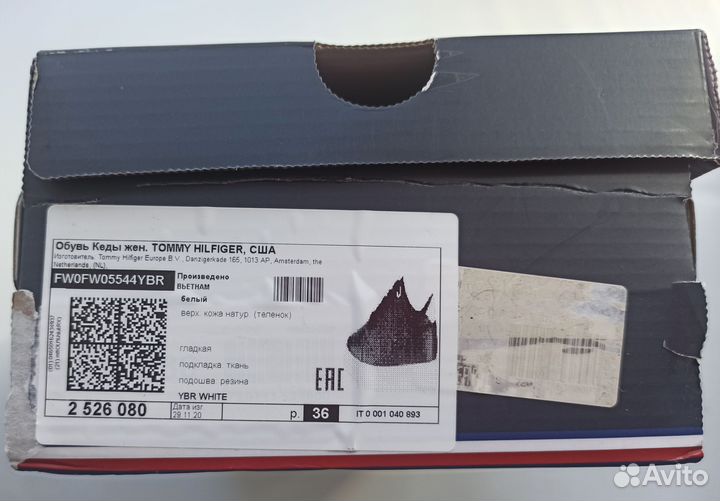 Обувь Кеды жен. TOMMY HILFIGER, США
Изготовитель: Tommy Hilfiger Europe B.V., Danzigerkade 165, 1013 AP, Amsterdam, the
Netherlands, (NL),
FW0FW05544YBR
Произведено
ВЬЕТНАМ
белый
верх. кожа натур. (теленок)
гладкая
подкладка ткань
подошва резина
EAC
YBR WHITE
2 526 080
Дата изг
29.11.20
р. 36
IT 0 001 040 893
Avito